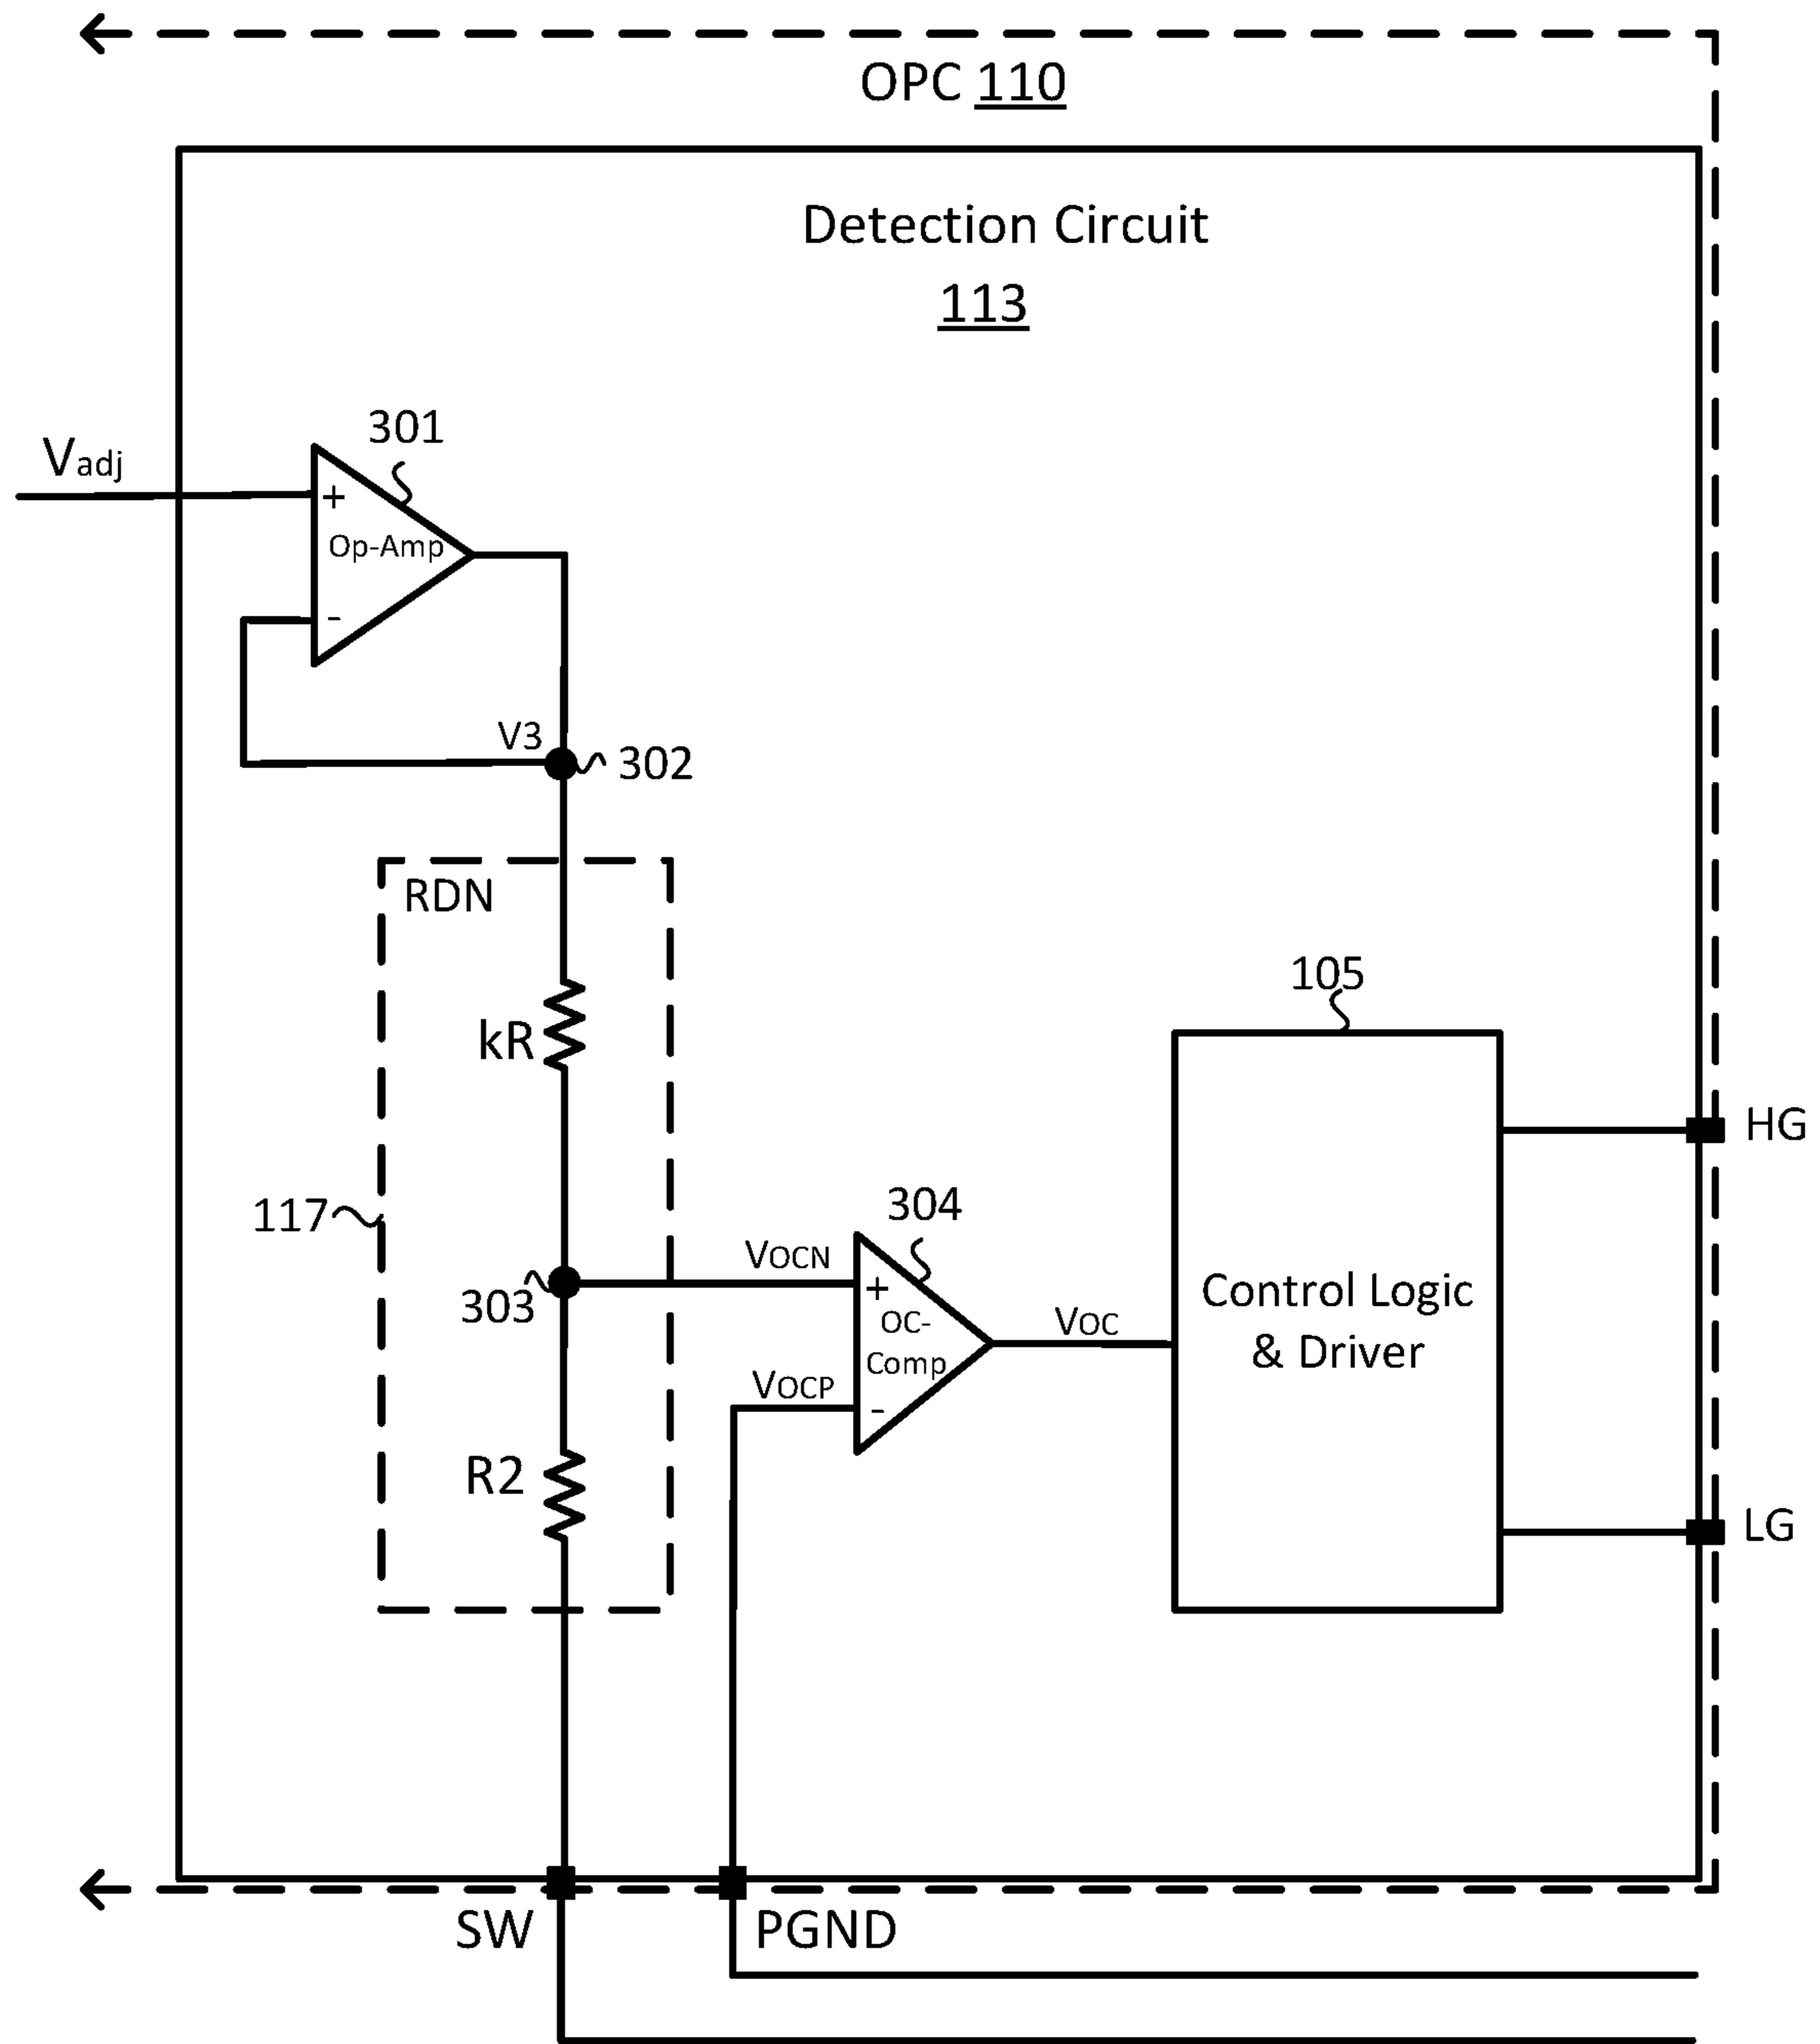 OPC 110
Detection Circuit
113
301
Vadj
+
Op-Amp
-
V3
302
RDN
kR
105
HG
117
304
VOCN
303
+
OC-
Comp
VOC
Control Logic
& Driver
VOCP
-
R2
LG
SW
PGND